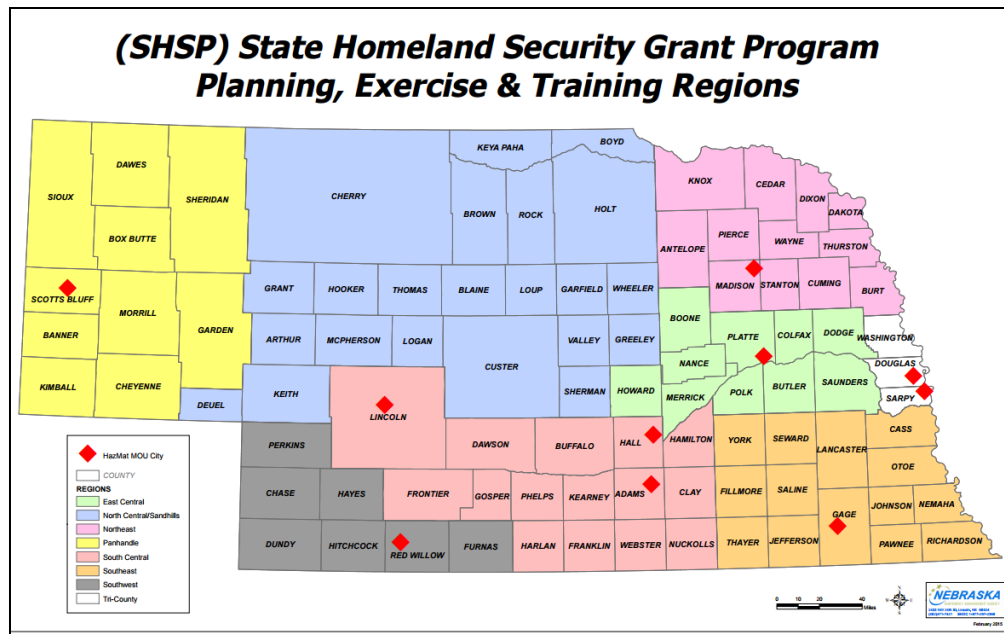 (SHSP) State Homeland Security Grant Program
Planning, Exercise & Training Regions
KEYA PAHA
BOYD
DAWES
SIOUX
SHERIDAN
CHERRY
BROWN
ROCK
HOLT
KNOX
CEDAR
DIXON
DAKOTA
BOX BUTTE
ANTELOPE
PIERCE
WAYNE
THURSTON
SCOTTS BLUFF
MORRILL
GARDEN
GRANT
HOOKER
THOMAS
BLAINE
LOUP
GARFIELD
WHEELER
MADISON
STANTON
CUMING
BURT
BANNER
ARTHUR
MCPHERSON
LOGAN
CUSTER
VALLEY
GREELEY
BOONE
PLATTE
COLFAX
DODGE
WASHINGTON
KIMBALL
CHEYENNE
DEUEL
KEITH
LINCOLN
SHERMAN
HOWARD
NANCE
MERRICK
POLK
BUTLER
SAUNDERS
DOUGLAS
SARPY
PERKINS
DAWSON
BUFFALO
HALL
HAMILTON
YORK
SEWARD
LANCASTER
CASS
OTOE
CHASE
HAYES
FRONTIER
GOSPER
PHELPS
KEARNEY
ADAMS
CLAY
FILLMORE
SALINE
GAGE
JOHNSON
NEMAHA
DUNDY
HITCHCOCK
RED WILLOW
FURNAS
HARLAN
FRANKLIN
WEBSTER
NUCKOLLS
THAYER
JEFFERSON
PAWNEE
RICHARDSON
HazMat MOU City
COUNTY
REGIONS
East Central
North Central/Sandhills
Northeast
Panhandle
South Central
Southeast
Southwest
Tri-County
0 10 20 40
Miles
NEBRASKA
February 2015